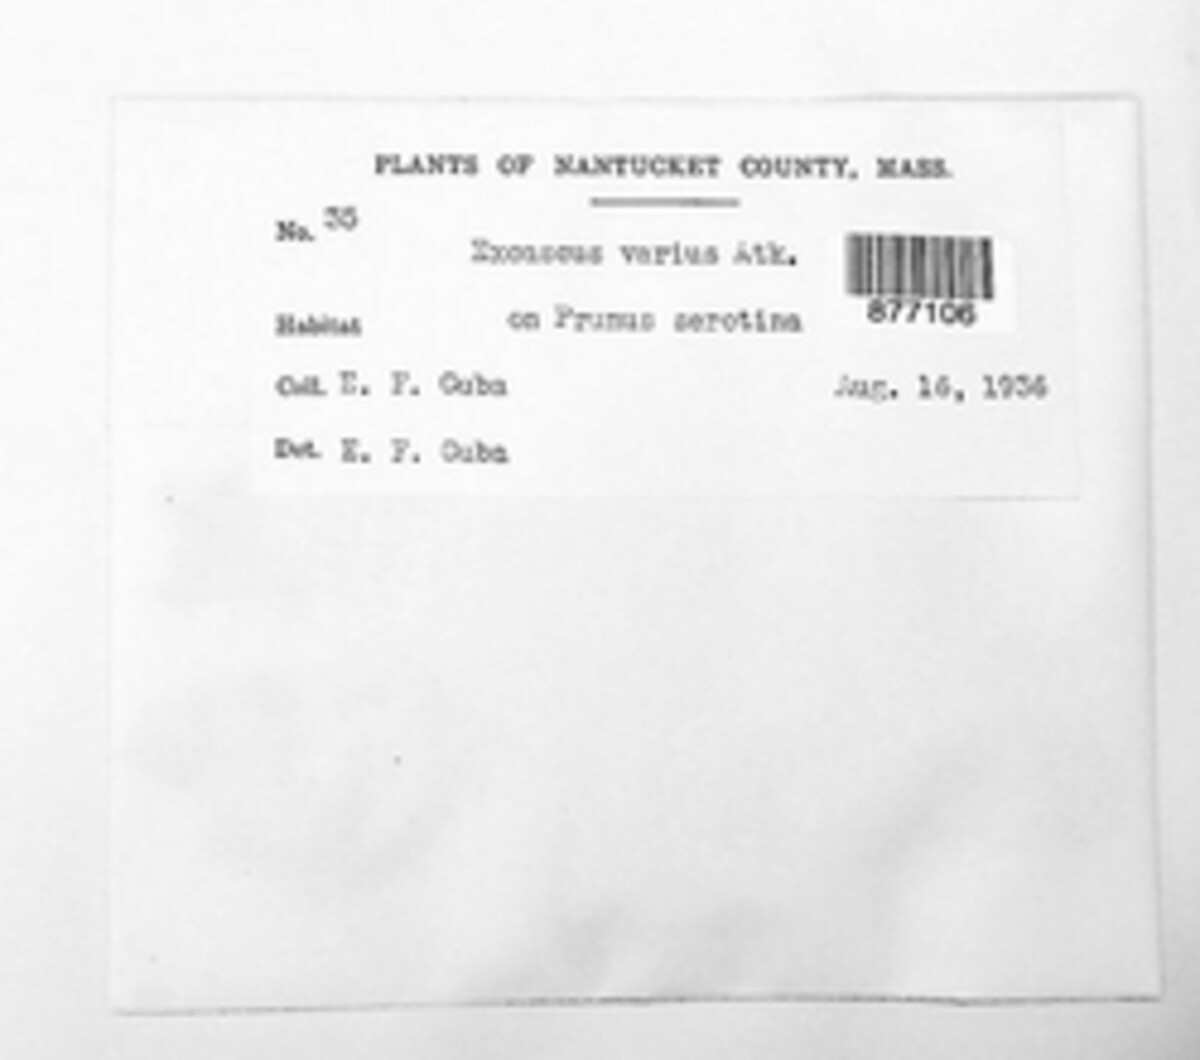 PLANTS OF NANTUCKET COUNTY, MASS.
No. 35
Exoascus varius Atk.
877106
Habitat on Prunus serotina
Coll. E. F. Guba Aug. 16, 1936
Det. E. F. Guba